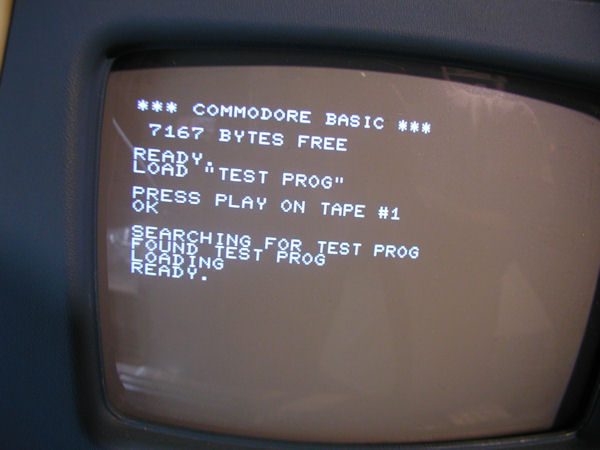 *** COMMODORE BASIC ***
7167 BYTES FREE
READY.
LOAD "TEST PROG"
PRESS PLAY ON TAPE #1
OK
SEARCHING FOR TEST PROG
FOUND TEST PROG
LOADING
READY.